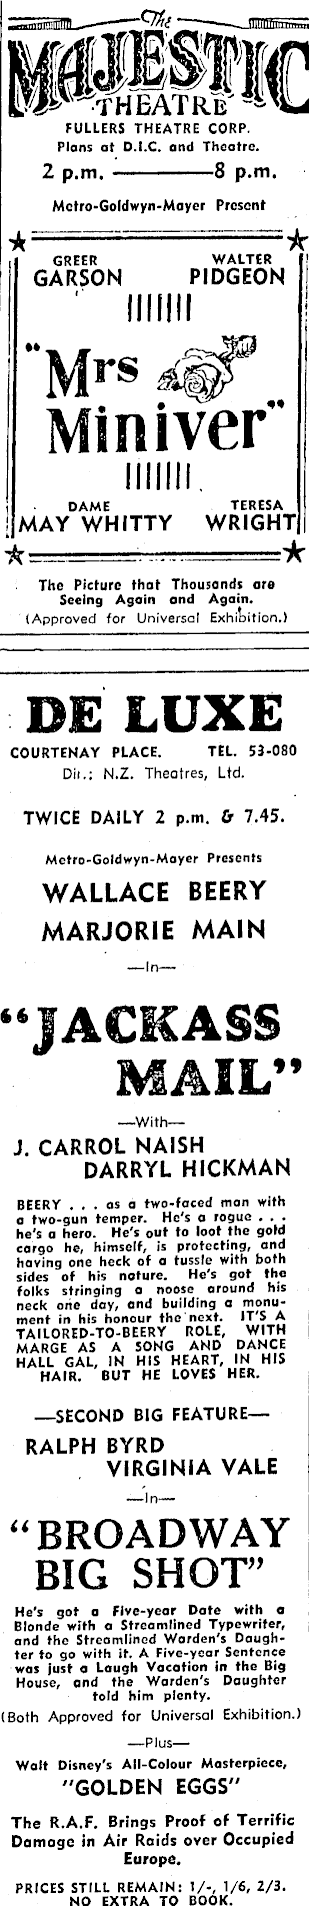 The
MAJESTIC
THEATRE
FULLERS THEATRE CORP.
Plans at D.I.C. and Theatre.
2 p.m. ————8 p.m.
Metro-Goldwyn-Mayer Present
GREER WALTER
GARSON PIDGEON
"Mrs
Miniver"
DAME TERESA
MAY WHITTY WRIGHT
The Picture that Thousands are
Seeing Again and Again.
(Approved for Universal Exhibition.)
DE LUXE
COURTENAY PLACE. TEL. 53-080
Dir.: N.Z. Theatres, Ltd.
TWICE DAILY 2 p.m. & 7.45.
Metro-Goldwyn-Mayer Presents
WALLACE BEERY
MARJORIE MAIN
—In—
"JACKASS
MAIL"
—With—
J. CARROL NAISH
DARRYL HICKMAN
BEERY . . . as a two-faced man with
a two-gun temper. He's a rogue . . .
he's a hero. He's out to loot the gold
cargo he, himself, is protecting, and
having one heck of a tussle with both
sides of his nature. He's got the
folks stringing a noose around his
neck one day, and building a monu-
ment in his honour the next. IT'S A
TAILORED-TO-BEERY ROLE, WITH
MARGE AS A SONG AND DANCE
HALL GAL, IN HIS HEART, IN HIS
HAIR. BUT HE LOVES HER.
—SECOND BIG FEATURE—
RALPH BYRD
VIRGINIA VALE
—In—
"BROADWAY
BIG SHOT"
He's got a Five-year Date with a
Blonde with a Streamlined Typewriter,
and the Streamlined Warden's Daugh-
ter to go with it. A Five-year Sentence
was just a Laugh Vacation in the Big
House, and the Warden's Daughter
told him plenty.
(Both Approved for Universal Exhibition.)
—Plus—
Walt Disney's All-Colour Masterpiece,
"GOLDEN EGGS"
The R.A.F. Brings Proof of Terrific
Damage in Air Raids over Occupied
Europe.
PRICES STILL REMAIN: 1/-, 1/6, 2/3.
NO EXTRA TO BOOK.